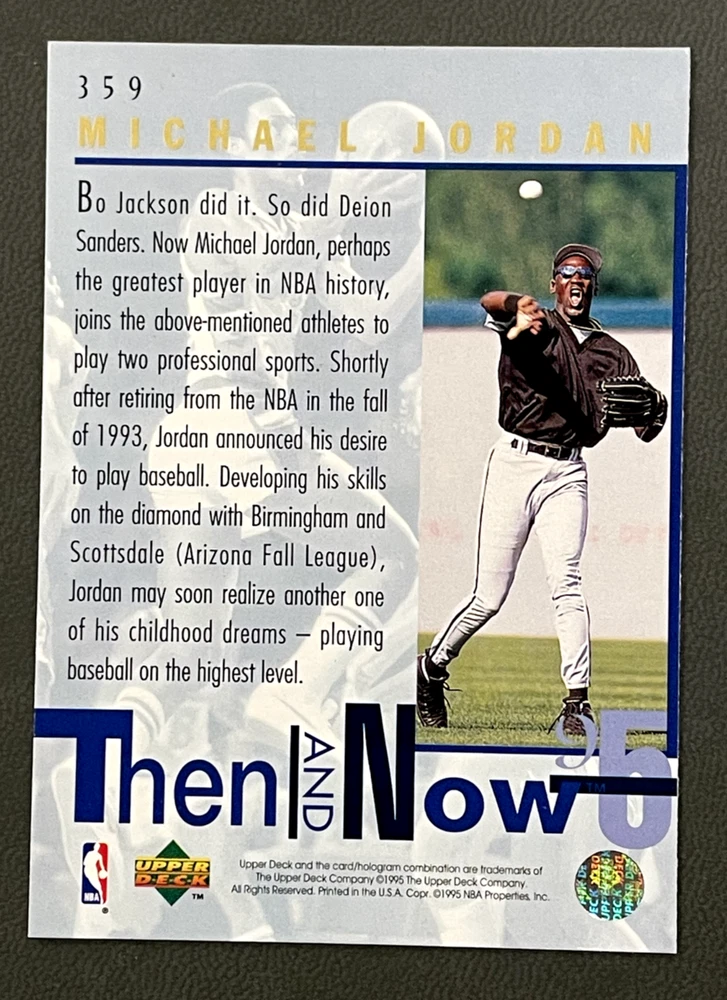 359
MICHAEL JORDAN
Bo Jackson did it. So did Deion
Sanders. Now Michael Jordan, perhaps
the greatest player in NBA history,
joins the above-mentioned athletes to
play two professional sports. Shortly
after retiring from the NBA in the fall
of 1993, Jordan announced his desire
to play baseball. Developing his skills
on the diamond with Birmingham and
Scottsdale (Arizona Fall League),
Jordan may soon realize another one
of his childhood dreams – playing
baseball on the highest level.
Then AND Now ™ 95
NBA ®
UPPER DECK ™
Upper Deck and the card/hologram combination are trademarks of
The Upper Deck Company ©1995 The Upper Deck Company.
All Rights Reserved. Printed in the U.S.A. Copr. ©1995 NBA Properties, Inc.